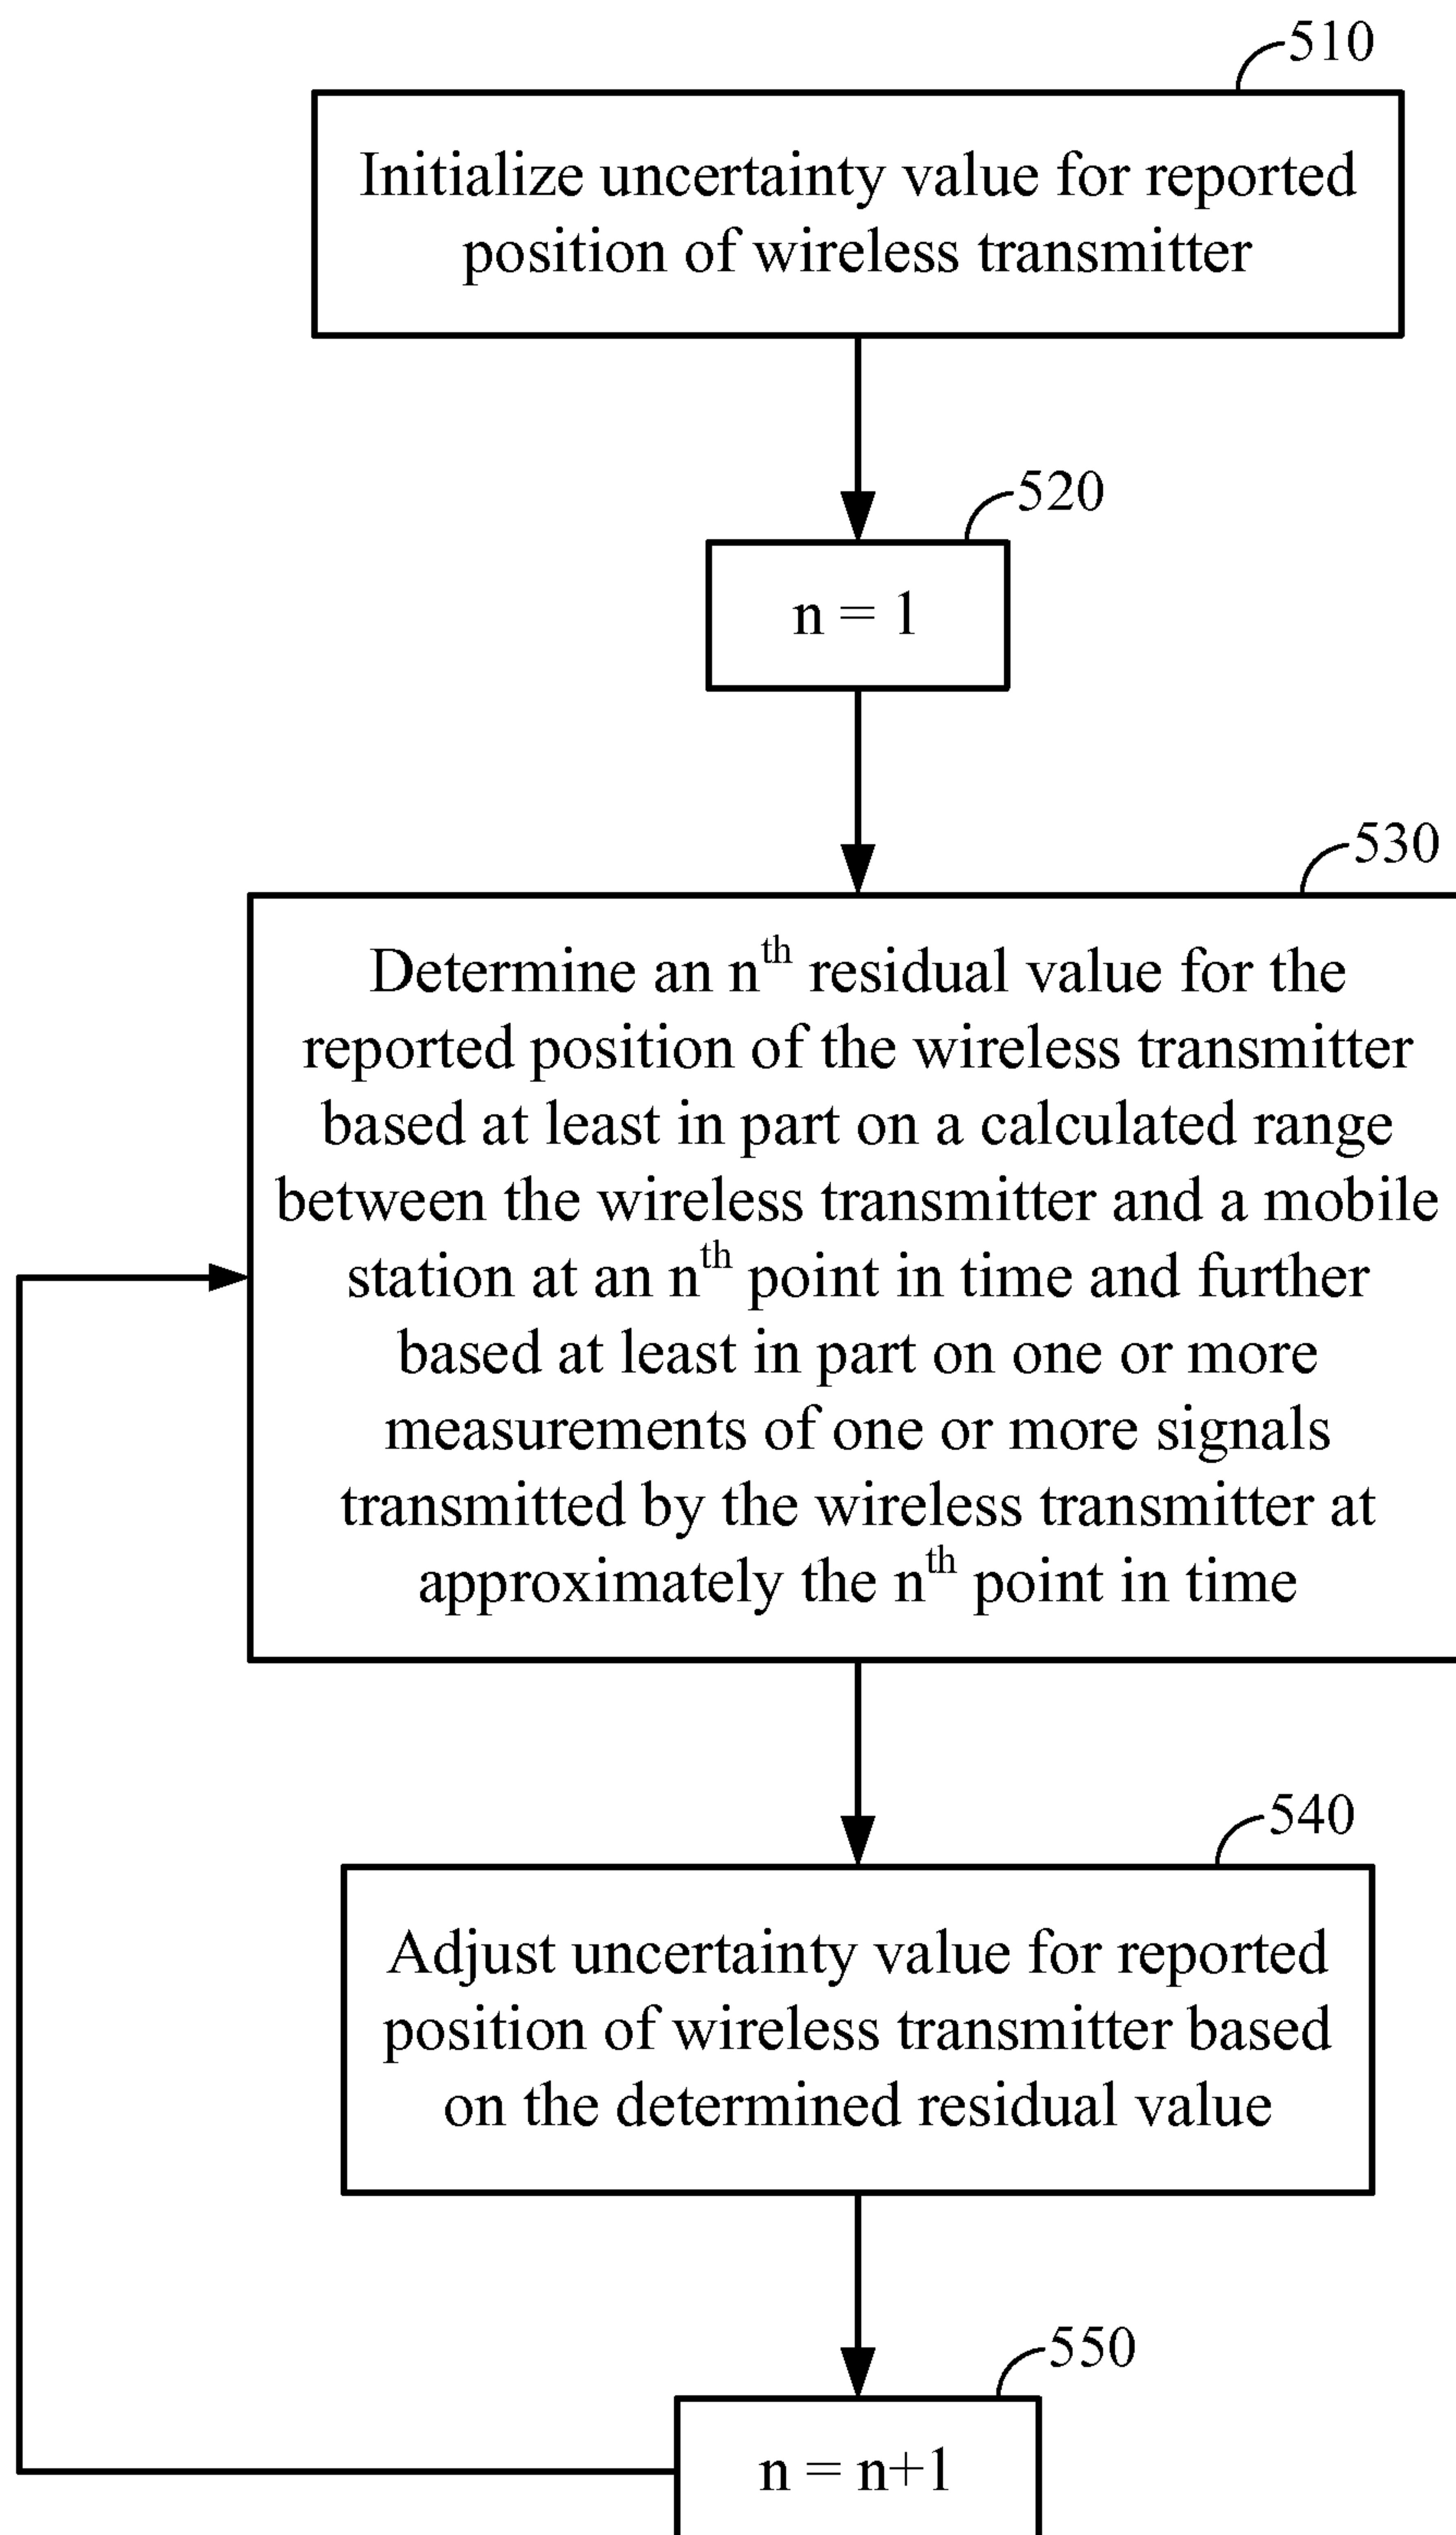 510
Initialize uncertainty value for reported
position of wireless transmitter
520
n = 1
530
Determine an nth residual value for the
reported position of the wireless transmitter
based at least in part on a calculated range
between the wireless transmitter and a mobile
station at an nth point in time and further
based at least in part on one or more
measurements of one or more signals
transmitted by the wireless transmitter at
approximately the nth point in time
540
Adjust uncertainty value for reported
position of wireless transmitter based
on the determined residual value
550
n = n+1